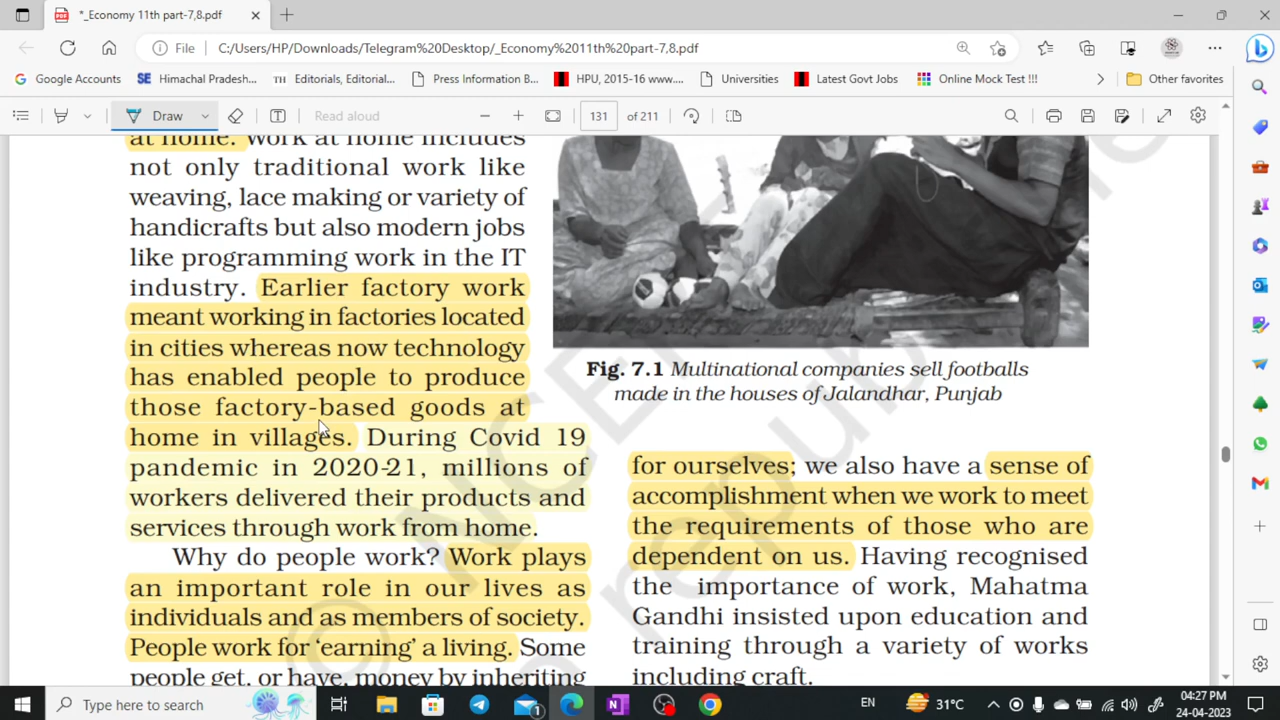 *_Economy 11th part-7,8.pdf
File
C:/Users/HP/Downloads/Telegram%20Desktop/_Economy%2011th%20part-7,8.pdf
Google Accounts
Himachal Pradesh...
Editorials, Editorial...
Press Information B...
HPU, 2015-16 www....
Universities
Latest Govt Jobs
Online Mock Test !!!
Other favorites
Draw
Read aloud
131
of 211
at home. Work at home includes
not only traditional work like
weaving, lace making or variety of
handicrafts but also modern jobs
like programming work in the IT
industry. Earlier factory work
meant working in factories located
in cities whereas now technology
has enabled people to produce
those factory-based goods at
home in villages. During Covid 19
pandemic in 2020-21, millions of
workers delivered their products and
services through work from home.
Why do people work? Work plays
an important role in our lives as
individuals and as members of society.
People work for ‘earning’ a living. Some
people get, or have, money by inheriting
Fig. 7.1 Multinational companies sell footballs
made in the houses of Jalandhar, Punjab
for ourselves; we also have a sense of
accomplishment when we work to meet
the requirements of those who are
dependent on us. Having recognised
the importance of work, Mahatma
Gandhi insisted upon education and
training through a variety of works
including craft.
© NCERT
republishe
Type here to search
EN
31°C
04:27 PM
24-04-2023